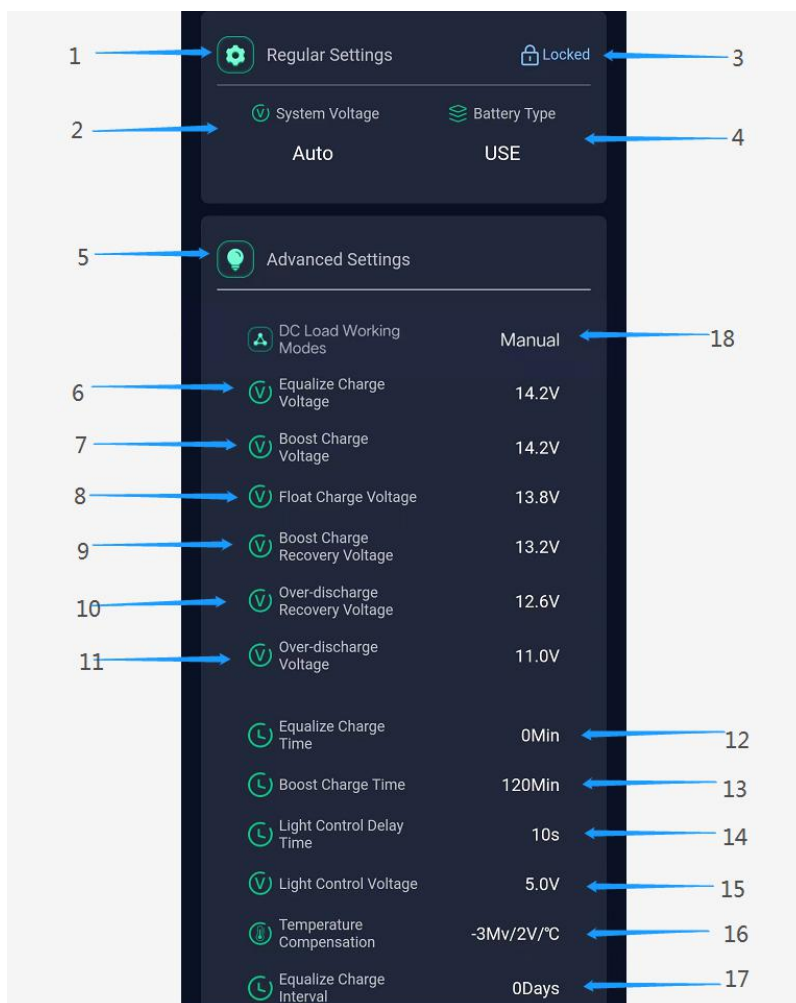 1 Regular Settings Locked 3
System Voltage Battery Type
2 Auto USE 4
5 Advanced Settings
DC Load Working
Modes Manual 18
6 Equalize Charge
Voltage 14.2V
7 Boost Charge
Voltage 14.2V
8 Float Charge Voltage 13.8V
9 Boost Charge
Recovery Voltage 13.2V
10 Over-discharge
Recovery Voltage 12.6V
11 Over-discharge
Voltage 11.0V
Equalize Charge
Time 0Min 12
Boost Charge Time 120Min 13
Light Control Delay
Time 10s 14
Light Control Voltage 5.0V 15
Temperature
Compensation -3Mv/2V/℃ 16
Equalize Charge
Interval 0Days 17